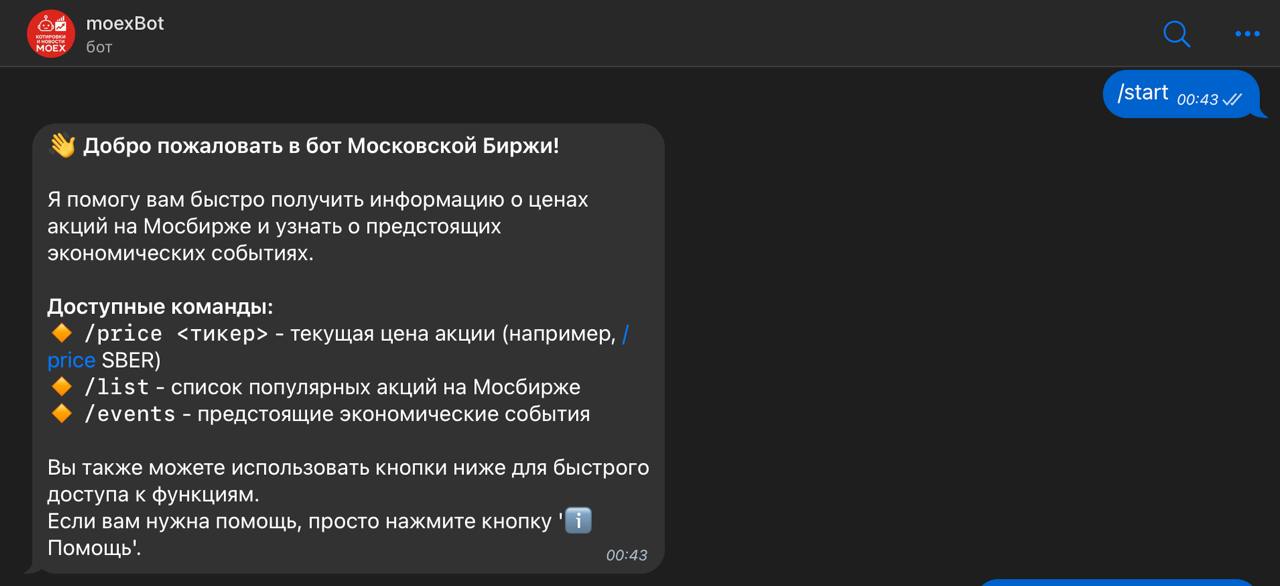 КОТИРОВКИ
И НОВОСТИ
MOEX
moexBot
бот
/start 00:43
👋 Добро пожаловать в бот Московской Биржи!
Я помогу вам быстро получить информацию о ценах
акций на Мосбирже и узнать о предстоящих
экономических событиях.
Доступные команды:
🔸 /price <тикер> - текущая цена акции (например, /
price SBER)
🔸 /list - список популярных акций на Мосбирже
🔸 /events - предстоящие экономические события
Вы также можете использовать кнопки ниже для быстрого
доступа к функциям.
Если вам нужна помощь, просто нажмите кнопку 'ℹ️
Помощь'.
00:43